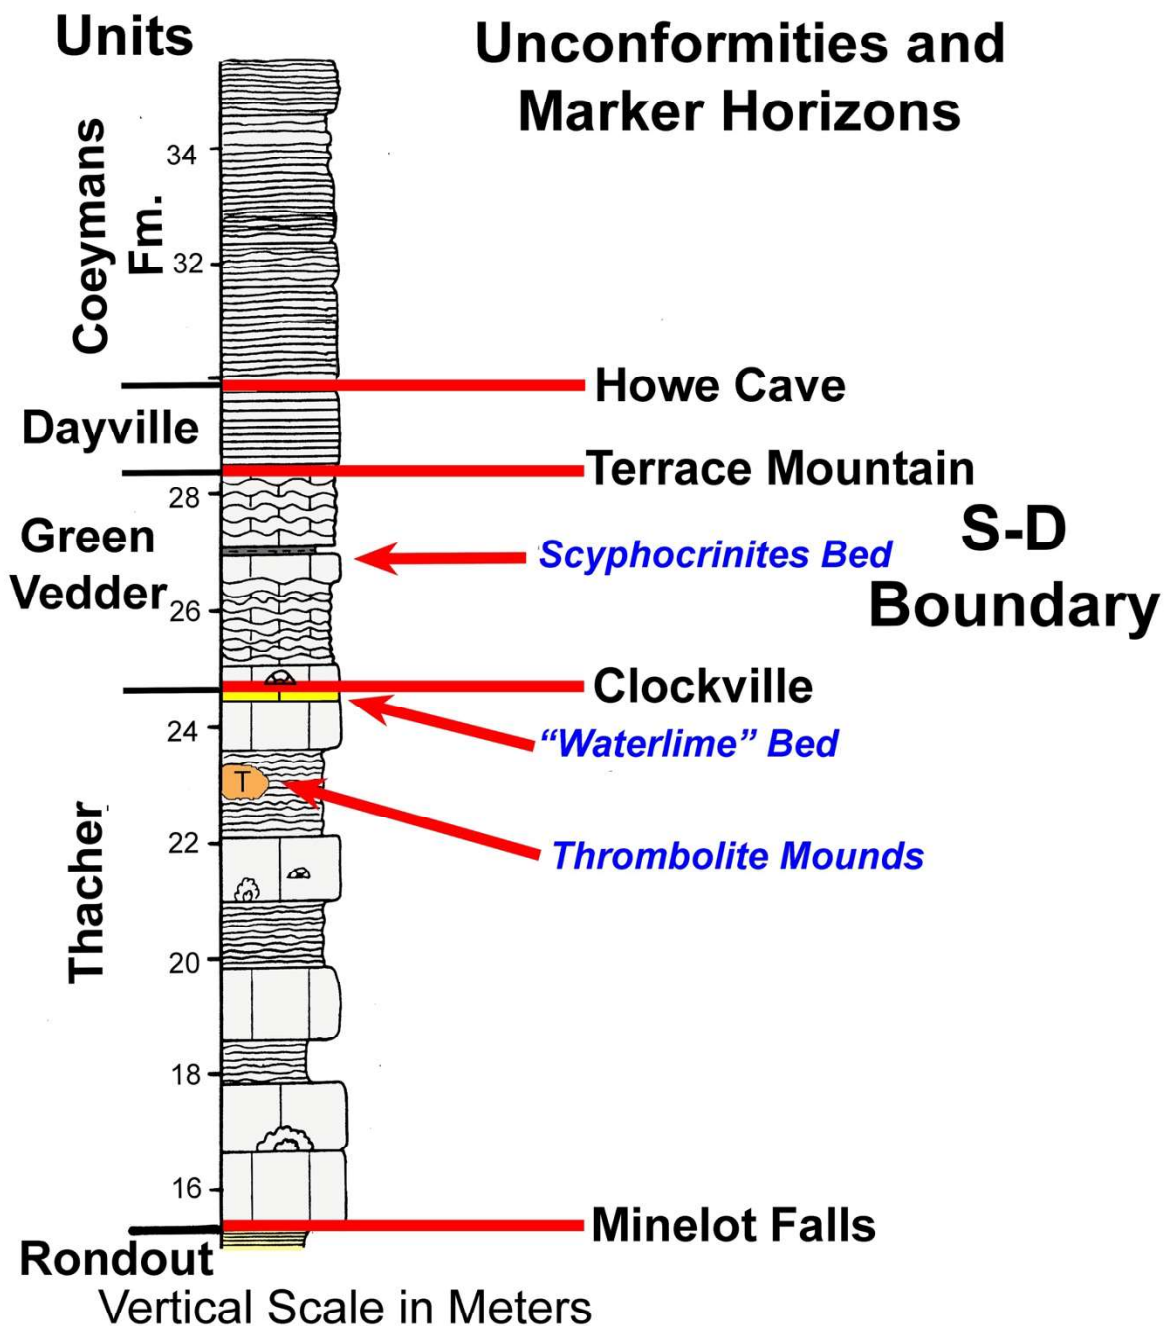 Units
Unconformities and
Marker Horizons
Coeymans
Fm.
34
32
Howe Cave
Dayville
Terrace Mountain
28
S-D
Boundary
Green
Vedder
Scyphocrinites Bed
26
Clockville
24
“Waterlime” Bed
T
Thrombolite Mounds
22
Thacher
20
18
16
Minelot Falls
Rondout
Vertical Scale in Meters